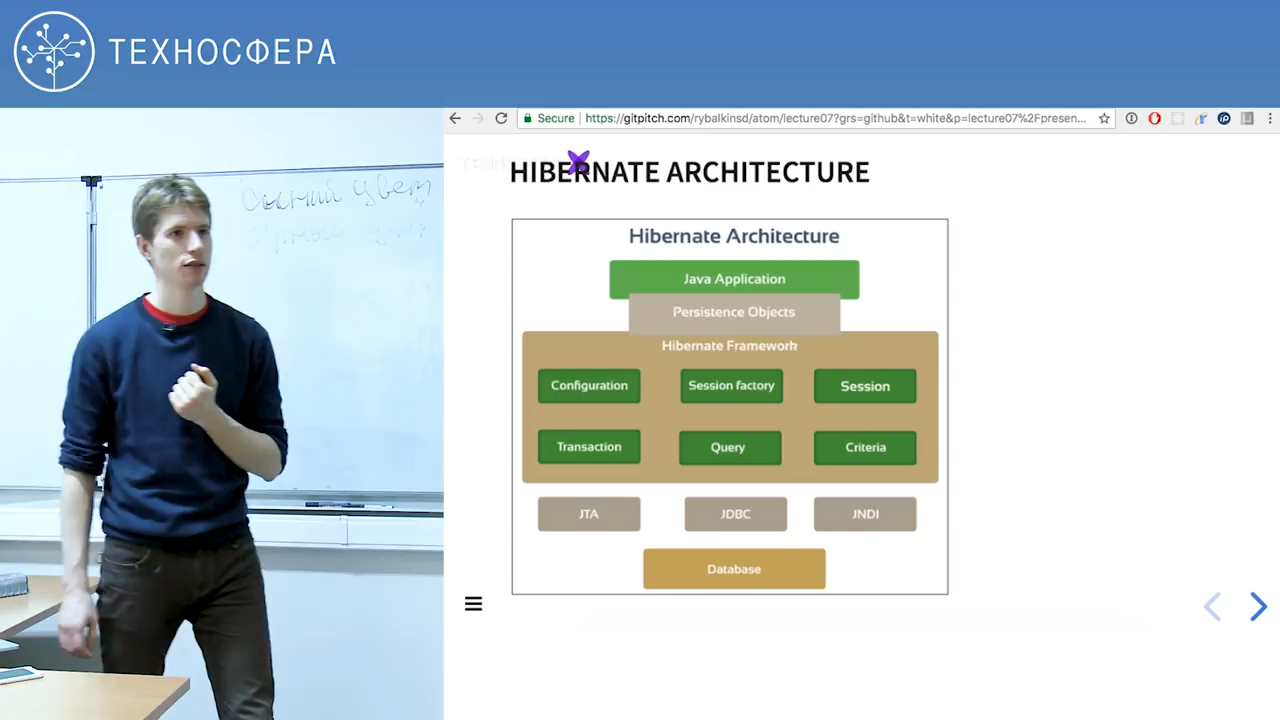 ТЕХНОСФЕРА
Secure
https://gitpitch.com/rybalkinsd/atom/lecture07?grs=github&t=white&p=lecture07%2Fpresen...
HIBERNATE ARCHITECTURE
Hibernate Architecture
Java Application
Persistence Objects
Hibernate Framework
Configuration
Session factory
Session
Transaction
Query
Criteria
JTA
JDBC
JNDI
Database
цвет